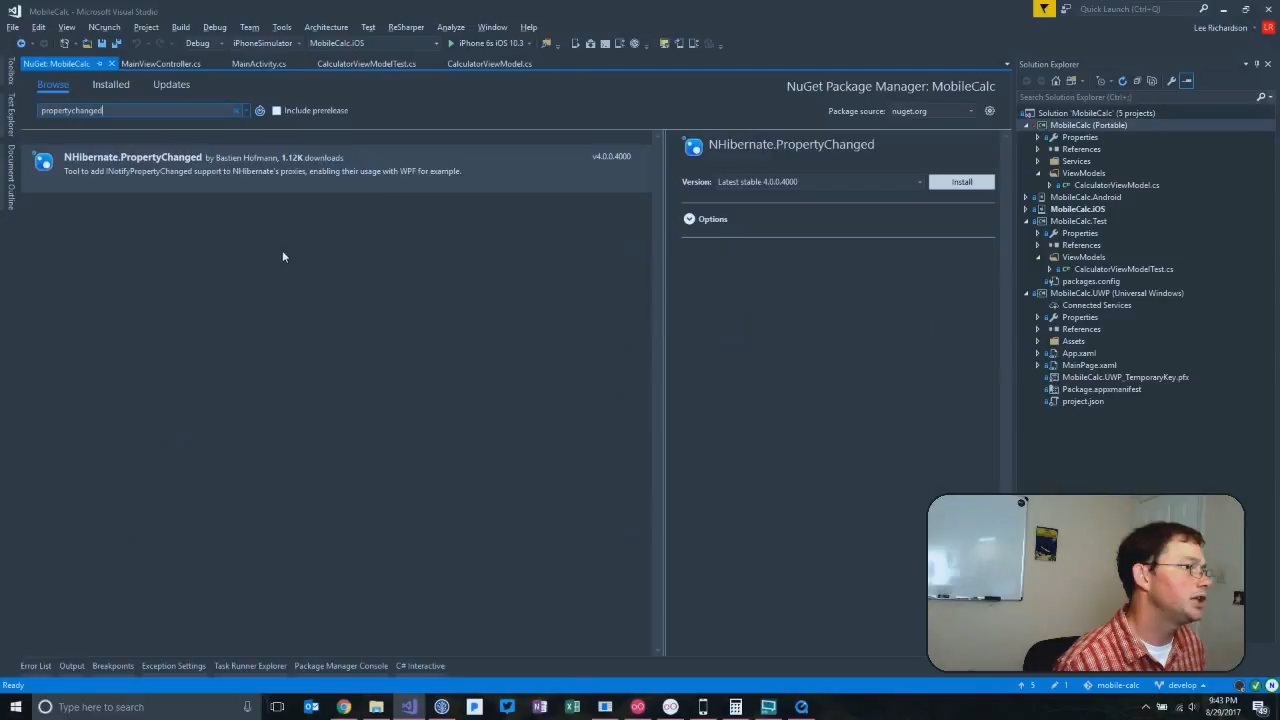 MobileCalc - Microsoft Visual Studio
Quick Launch (Ctrl+Q)
File Edit View NCrunch Project Build Debug Team Tools Architecture Test ReSharper Analyze Window Help
Lee Richardson LR
Debug iPhoneSimulator MobileCalc.iOS iPhone 6s iOS 10.3
NuGet: MobileCalc MainViewController.cs MainActivity.cs CalculatorViewModelTest.cs CalculatorViewModel.cs
Toolbox
Test Explorer
Document Outline
Browse Installed Updates
NuGet Package Manager: MobileCalc
propertychanged
Include prerelease
Package source: nuget.org
NHibernate.PropertyChanged by Bastien Hofmann, 1.12K downloads
v4.0.0.4000
Tool to add INotifyPropertyChanged support to NHibernate's proxies, enabling their usage with WPF for example.
NHibernate.PropertyChanged
Version: Latest stable 4.0.0.4000 Install
Options
Solution Explorer
Search Solution Explorer (Ctrl+;)
Solution 'MobileCalc' (5 projects)
MobileCalc (Portable)
Properties
References
Services
ViewModels
CalculatorViewModel.cs
MobileCalc.Android
MobileCalc.iOS
MobileCalc.Test
Properties
References
ViewModels
CalculatorViewModelTest.cs
packages.config
MobileCalc.UWP (Universal Windows)
Connected Services
Properties
References
Assets
App.xaml
MainPage.xaml
MobileCalc.UWP_TemporaryKey.pfx
Package.appxmanifest
project.json
Error List Output Breakpoints Exception Settings Task Runner Explorer Package Manager Console C# Interactive
Ready
5 1 mobile-calc develop
Type here to search
9:43 PM
8/29/2017